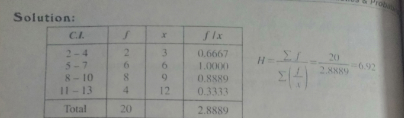 Solution:
C.I. f x f / x
2 – 4 2 3 0.6667
5 – 7 6 6 1.0000
8 – 10 8 9 0.8889
11 – 13 4 12 0.3333
Total 20 2.8889
H = Σ f / Σ(f/x) = 20 / 2.8889 = 6.92